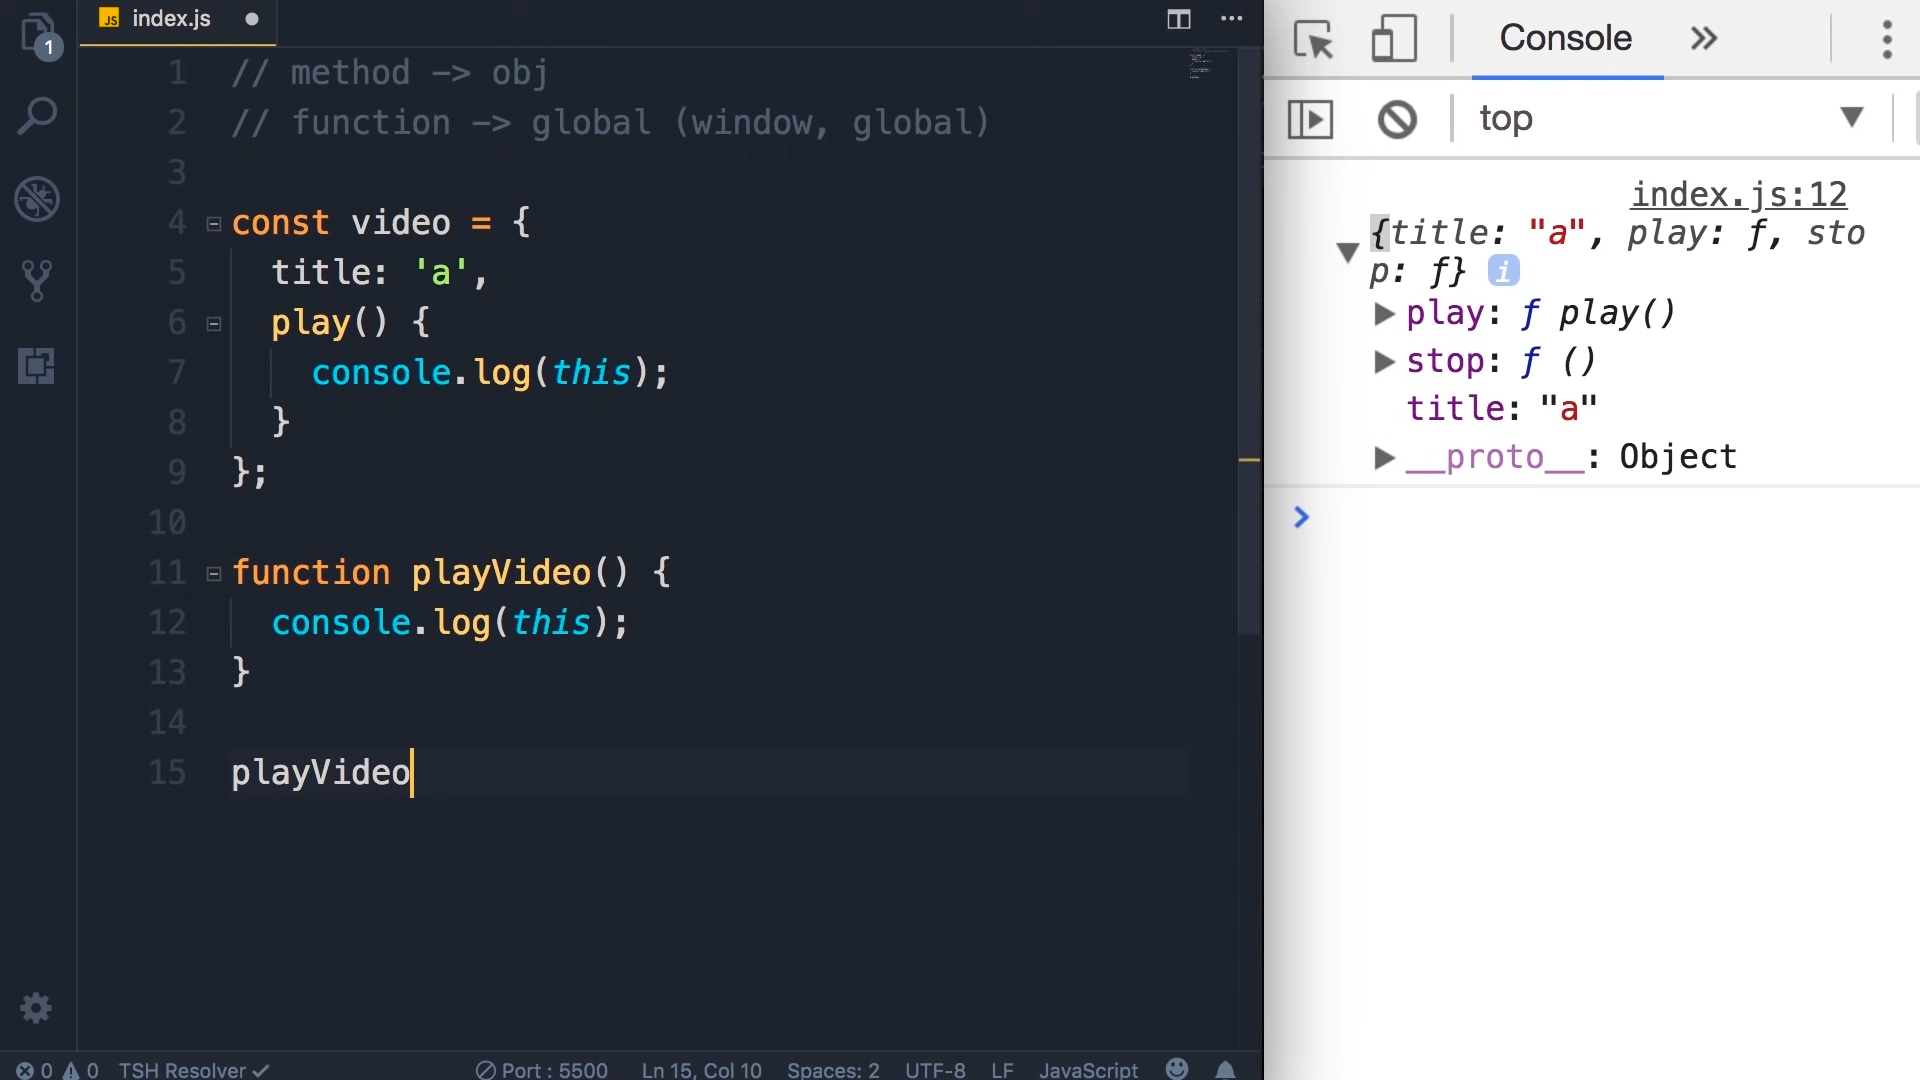 1
JS index.js
1 // method -> obj
2 // function -> global (window, global)
3
4 const video = {
5 title: 'a',
6 play() {
7 console.log(this);
8 }
9 };
10
11 function playVideo() {
12 console.log(this);
13 }
14
15 playVideo
0 0 TSH Resolver Port : 5500 Ln 15, Col 10 Spaces: 2 UTF-8 LF JavaScript
Console
top
index.js:12
{title: "a", play: ƒ, sto
p: ƒ} i
play: ƒ play()
stop: ƒ ()
title: "a"
__proto__: Object